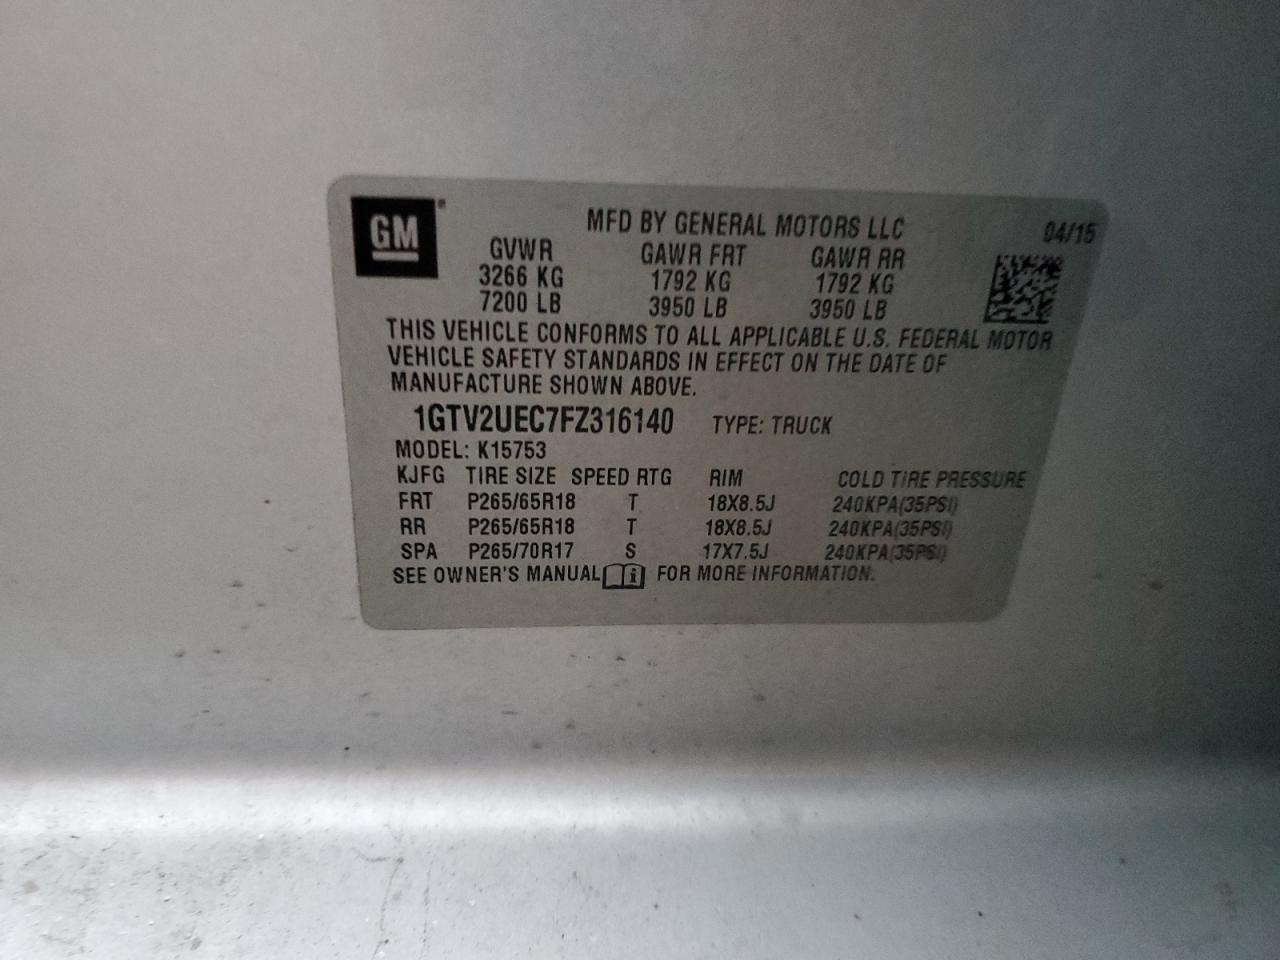 GM ®
MFD BY GENERAL MOTORS LLC 04/15
GVWR GAWR FRT GAWR RR
3266 KG 1792 KG 1792 KG
7200 LB 3950 LB 3950 LB
THIS VEHICLE CONFORMS TO ALL APPLICABLE U.S. FEDERAL MOTOR
VEHICLE SAFETY STANDARDS IN EFFECT ON THE DATE OF
MANUFACTURE SHOWN ABOVE.
1GTV2UEC7FZ316140 TYPE: TRUCK
MODEL: K15753
KJFG TIRE SIZE SPEED RTG RIM COLD TIRE PRESSURE
FRT P265/65R18 T 18X8.5J 240KPA(35PSI)
RR P265/65R18 T 18X8.5J 240KPA(35PSI)
SPA P265/70R17 S 17X7.5J 240KPA(35PSI)
SEE OWNER'S MANUAL i FOR MORE INFORMATION.